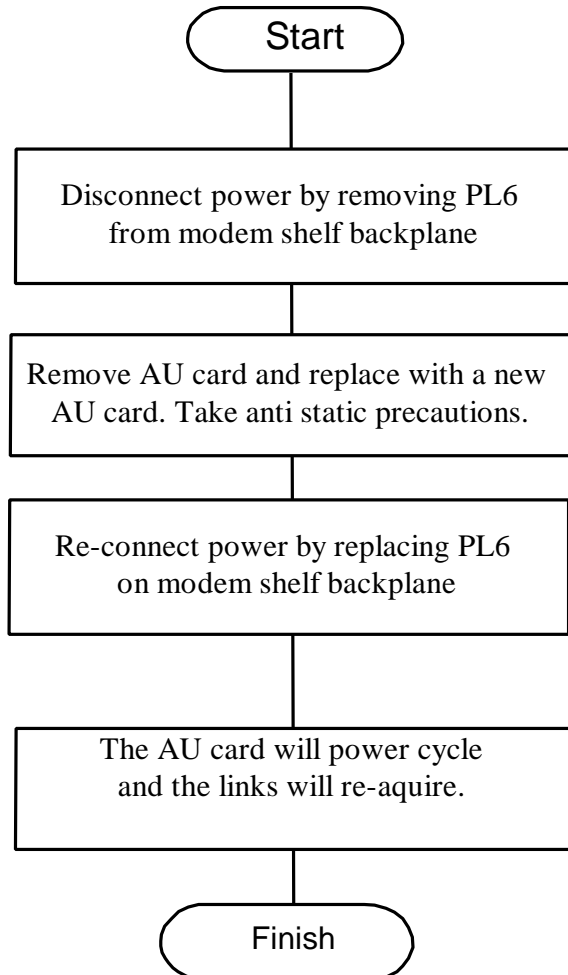 Start
Disconnect power by removing PL6
from modem shelf backplane
Remove AU card and replace with a new
AU card. Take anti static precautions.
Re-connect power by replacing PL6
on modem shelf backplane
The AU card will power cycle
and the links will re-aquire.
Finish